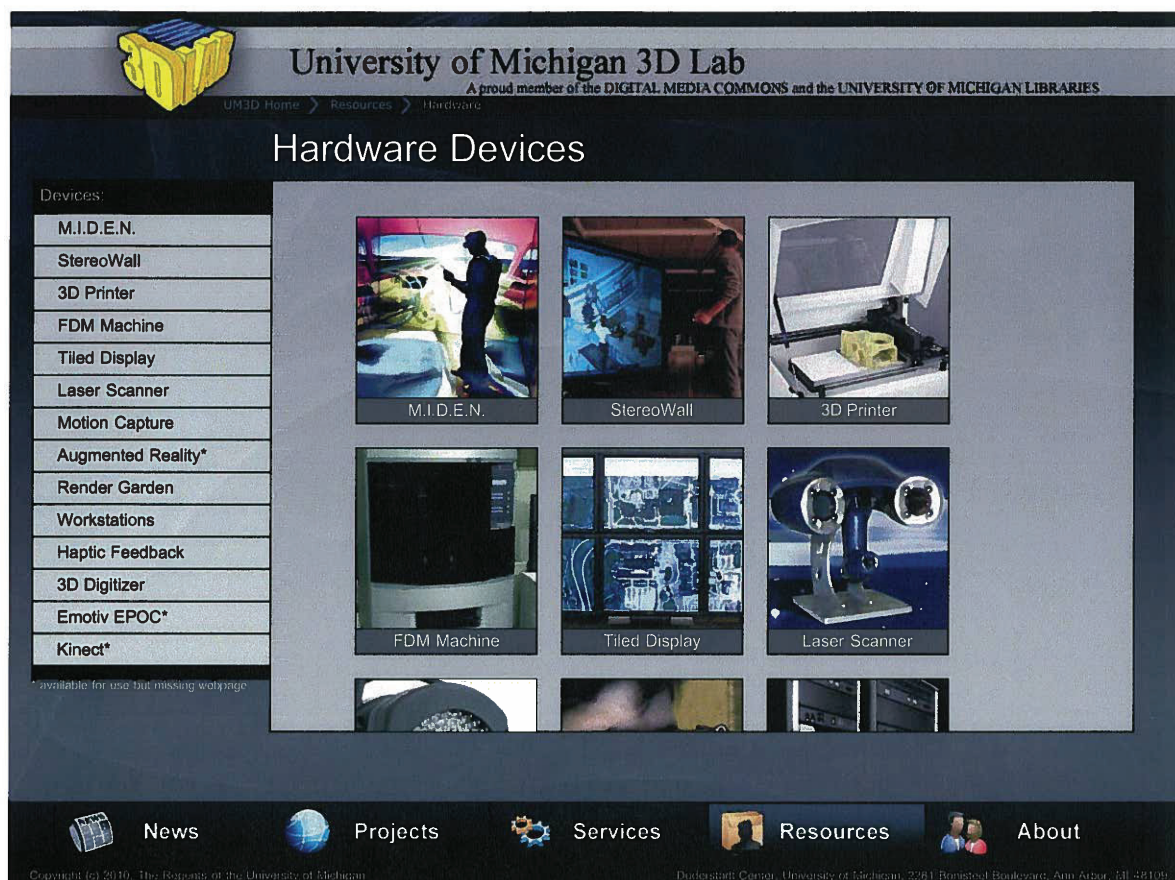 3D LAB
University of Michigan 3D Lab
A proud member of the DIGITAL MEDIA COMMONS and the UNIVERSITY OF MICHIGAN LIBRARIES
UM3D Home > Resources > Hardware
Hardware Devices
Devices:
M.I.D.E.N.
StereoWall
3D Printer
FDM Machine
Tiled Display
Laser Scanner
Motion Capture
Augmented Reality*
Render Garden
Workstations
Haptic Feedback
3D Digitizer
Emotiv EPOC*
Kinect*
* available for use but missing webpage
M.I.D.E.N.
StereoWall
3D Printer
FDM Machine
Tiled Display
Laser Scanner
News
Projects
Services
Resources
About
Copyright (c) 2010, The Regents of the University of Michigan
Duderstadt Center, University of Michigan, 2281 Bonisteel Boulevard, Ann Arbor, MI 48109